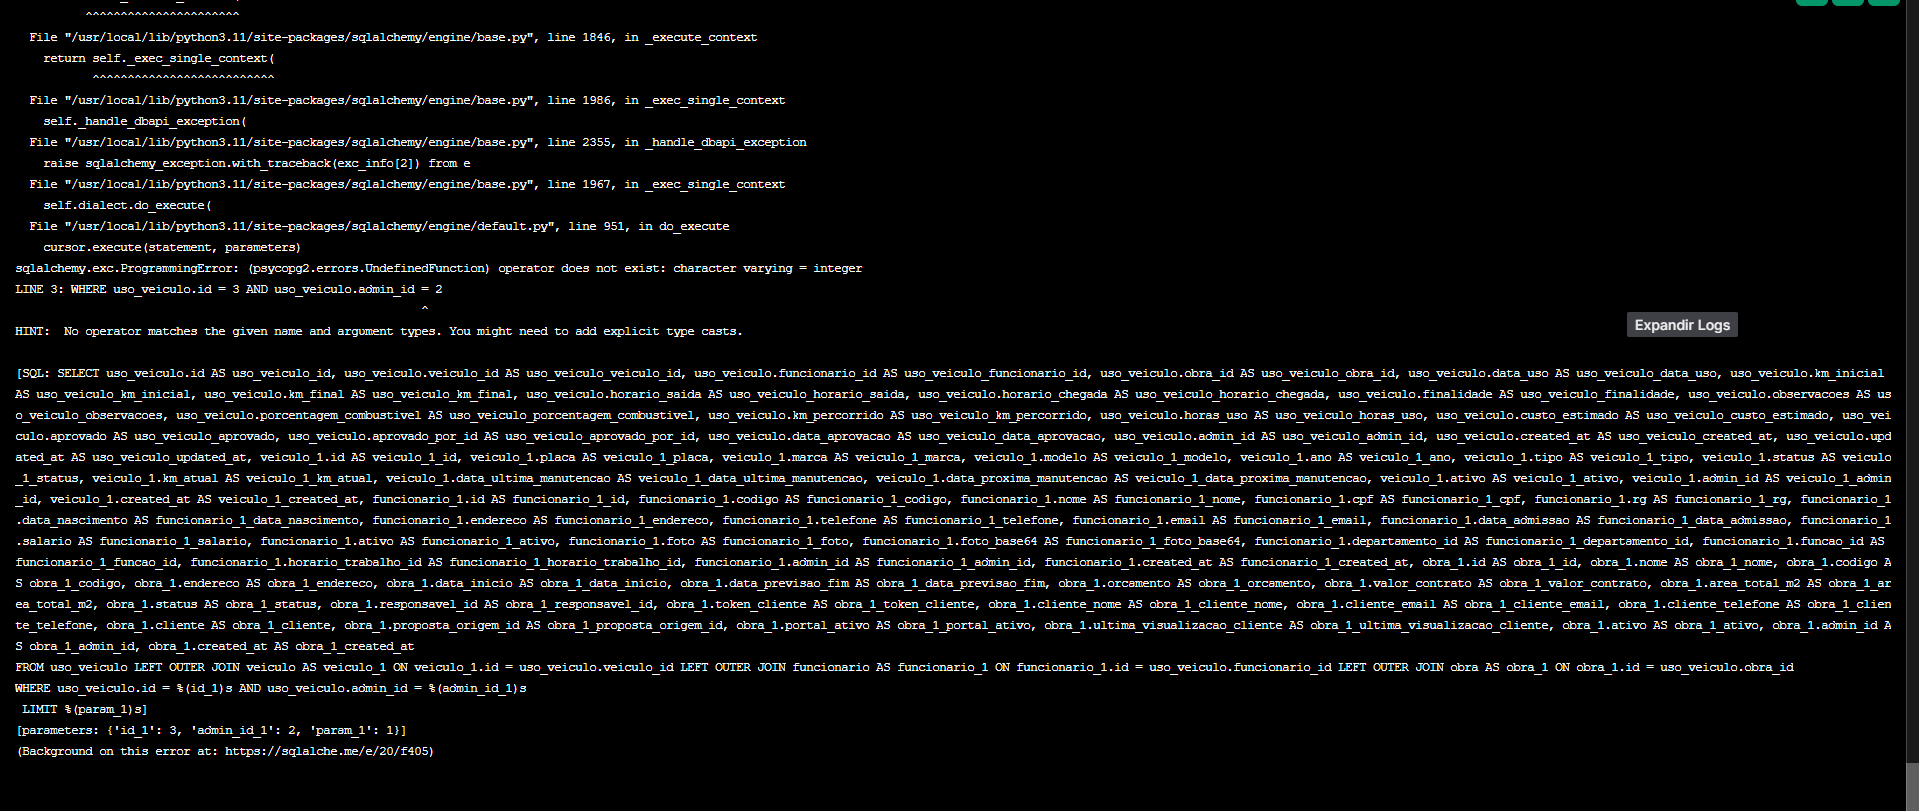 ^^^^^^^^^^^^^^^^^^^^^^
File "/usr/local/lib/python3.11/site-packages/sqlalchemy/engine/base.py", line 1846, in _execute_context
return self._exec_single_context(
^^^^^^^^^^^^^^^^^^^^^^^^^^
File "/usr/local/lib/python3.11/site-packages/sqlalchemy/engine/base.py", line 1986, in _exec_single_context
self._handle_dbapi_exception(
File "/usr/local/lib/python3.11/site-packages/sqlalchemy/engine/base.py", line 2355, in _handle_dbapi_exception
raise sqlalchemy_exception.with_traceback(exc_info[2]) from e
File "/usr/local/lib/python3.11/site-packages/sqlalchemy/engine/base.py", line 1967, in _exec_single_context
self.dialect.do_execute(
File "/usr/local/lib/python3.11/site-packages/sqlalchemy/engine/default.py", line 951, in do_execute
cursor.execute(statement, parameters)
sqlalchemy.exc.ProgrammingError: (psycopg2.errors.UndefinedFunction) operator does not exist: character varying = integer
LINE 3: WHERE uso_veiculo.id = 3 AND uso_veiculo.admin_id = 2
^
HINT:  No operator matches the given name and argument types. You might need to add explicit type casts.
Expandir Logs
[SQL: SELECT uso_veiculo.id AS uso_veiculo_id, uso_veiculo.veiculo_id AS uso_veiculo_veiculo_id, uso_veiculo.funcionario_id AS uso_veiculo_funcionario_id, uso_veiculo.obra_id AS uso_veiculo_obra_id, uso_veiculo.data_uso AS uso_veiculo_data_uso, uso_veiculo.km_inicial
AS uso_veiculo_km_inicial, uso_veiculo.km_final AS uso_veiculo_km_final, uso_veiculo.horario_saida AS uso_veiculo_horario_saida, uso_veiculo.horario_chegada AS uso_veiculo_horario_chegada, uso_veiculo.finalidade AS uso_veiculo_finalidade, uso_veiculo.observacoes AS us
o_veiculo_observacoes, uso_veiculo.porcentagem_combustivel AS uso_veiculo_porcentagem_combustivel, uso_veiculo.km_percorrido AS uso_veiculo_km_percorrido, uso_veiculo.horas_uso AS uso_veiculo_horas_uso, uso_veiculo.custo_estimado AS uso_veiculo_custo_estimado, uso_vei
culo.aprovado AS uso_veiculo_aprovado, uso_veiculo.aprovado_por_id AS uso_veiculo_aprovado_por_id, uso_veiculo.data_aprovacao AS uso_veiculo_data_aprovacao, uso_veiculo.admin_id AS uso_veiculo_admin_id, uso_veiculo.created_at AS uso_veiculo_created_at, uso_veiculo.upd
ated_at AS uso_veiculo_updated_at, veiculo_1.id AS veiculo_1_id, veiculo_1.placa AS veiculo_1_placa, veiculo_1.marca AS veiculo_1_marca, veiculo_1.modelo AS veiculo_1_modelo, veiculo_1.ano AS veiculo_1_ano, veiculo_1.tipo AS veiculo_1_tipo, veiculo_1.status AS veiculo
_1_status, veiculo_1.km_atual AS veiculo_1_km_atual, veiculo_1.data_ultima_manutencao AS veiculo_1_data_ultima_manutencao, veiculo_1.data_proxima_manutencao AS veiculo_1_data_proxima_manutencao, veiculo_1.ativo AS veiculo_1_ativo, veiculo_1.admin_id AS veiculo_1_admin
_id, veiculo_1.created_at AS veiculo_1_created_at, funcionario_1.id AS funcionario_1_id, funcionario_1.codigo AS funcionario_1_codigo, funcionario_1.nome AS funcionario_1_nome, funcionario_1.cpf AS funcionario_1_cpf, funcionario_1.rg AS funcionario_1_rg, funcionario_1
.data_nascimento AS funcionario_1_data_nascimento, funcionario_1.endereco AS funcionario_1_endereco, funcionario_1.telefone AS funcionario_1_telefone, funcionario_1.email AS funcionario_1_email, funcionario_1.data_admissao AS funcionario_1_data_admissao, funcionario_1
.salario AS funcionario_1_salario, funcionario_1.ativo AS funcionario_1_ativo, funcionario_1.foto AS funcionario_1_foto, funcionario_1.foto_base64 AS funcionario_1_foto_base64, funcionario_1.departamento_id AS funcionario_1_departamento_id, funcionario_1.funcao_id AS
funcionario_1_funcao_id, funcionario_1.horario_trabalho_id AS funcionario_1_horario_trabalho_id, funcionario_1.admin_id AS funcionario_1_admin_id, funcionario_1.created_at AS funcionario_1_created_at, obra_1.id AS obra_1_id, obra_1.nome AS obra_1_nome, obra_1.codigo A
S obra_1_codigo, obra_1.endereco AS obra_1_endereco, obra_1.data_inicio AS obra_1_data_inicio, obra_1.data_previsao_fim AS obra_1_data_previsao_fim, obra_1.orcamento AS obra_1_orcamento, obra_1.valor_contrato AS obra_1_valor_contrato, obra_1.area_total_m2 AS obra_1_ar
ea_total_m2, obra_1.status AS obra_1_status, obra_1.responsavel_id AS obra_1_responsavel_id, obra_1.token_cliente AS obra_1_token_cliente, obra_1.cliente_nome AS obra_1_cliente_nome, obra_1.cliente_email AS obra_1_cliente_email, obra_1.cliente_telefone AS obra_1_clien
te_telefone, obra_1.cliente AS obra_1_cliente, obra_1.proposta_origem_id AS obra_1_proposta_origem_id, obra_1.portal_ativo AS obra_1_portal_ativo, obra_1.ultima_visualizacao_cliente AS obra_1_ultima_visualizacao_cliente, obra_1.ativo AS obra_1_ativo, obra_1.admin_id A
S obra_1_admin_id, obra_1.created_at AS obra_1_created_at
FROM uso_veiculo LEFT OUTER JOIN veiculo AS veiculo_1 ON veiculo_1.id = uso_veiculo.veiculo_id LEFT OUTER JOIN funcionario AS funcionario_1 ON funcionario_1.id = uso_veiculo.funcionario_id LEFT OUTER JOIN obra AS obra_1 ON obra_1.id = uso_veiculo.obra_id
WHERE uso_veiculo.id = %(id_1)s AND uso_veiculo.admin_id = %(admin_id_1)s
LIMIT %(param_1)s]
[parameters: {'id_1': 3, 'admin_id_1': 2, 'param_1': 1}]
(Background on this error at: https://sqlalche.me/e/20/f405)